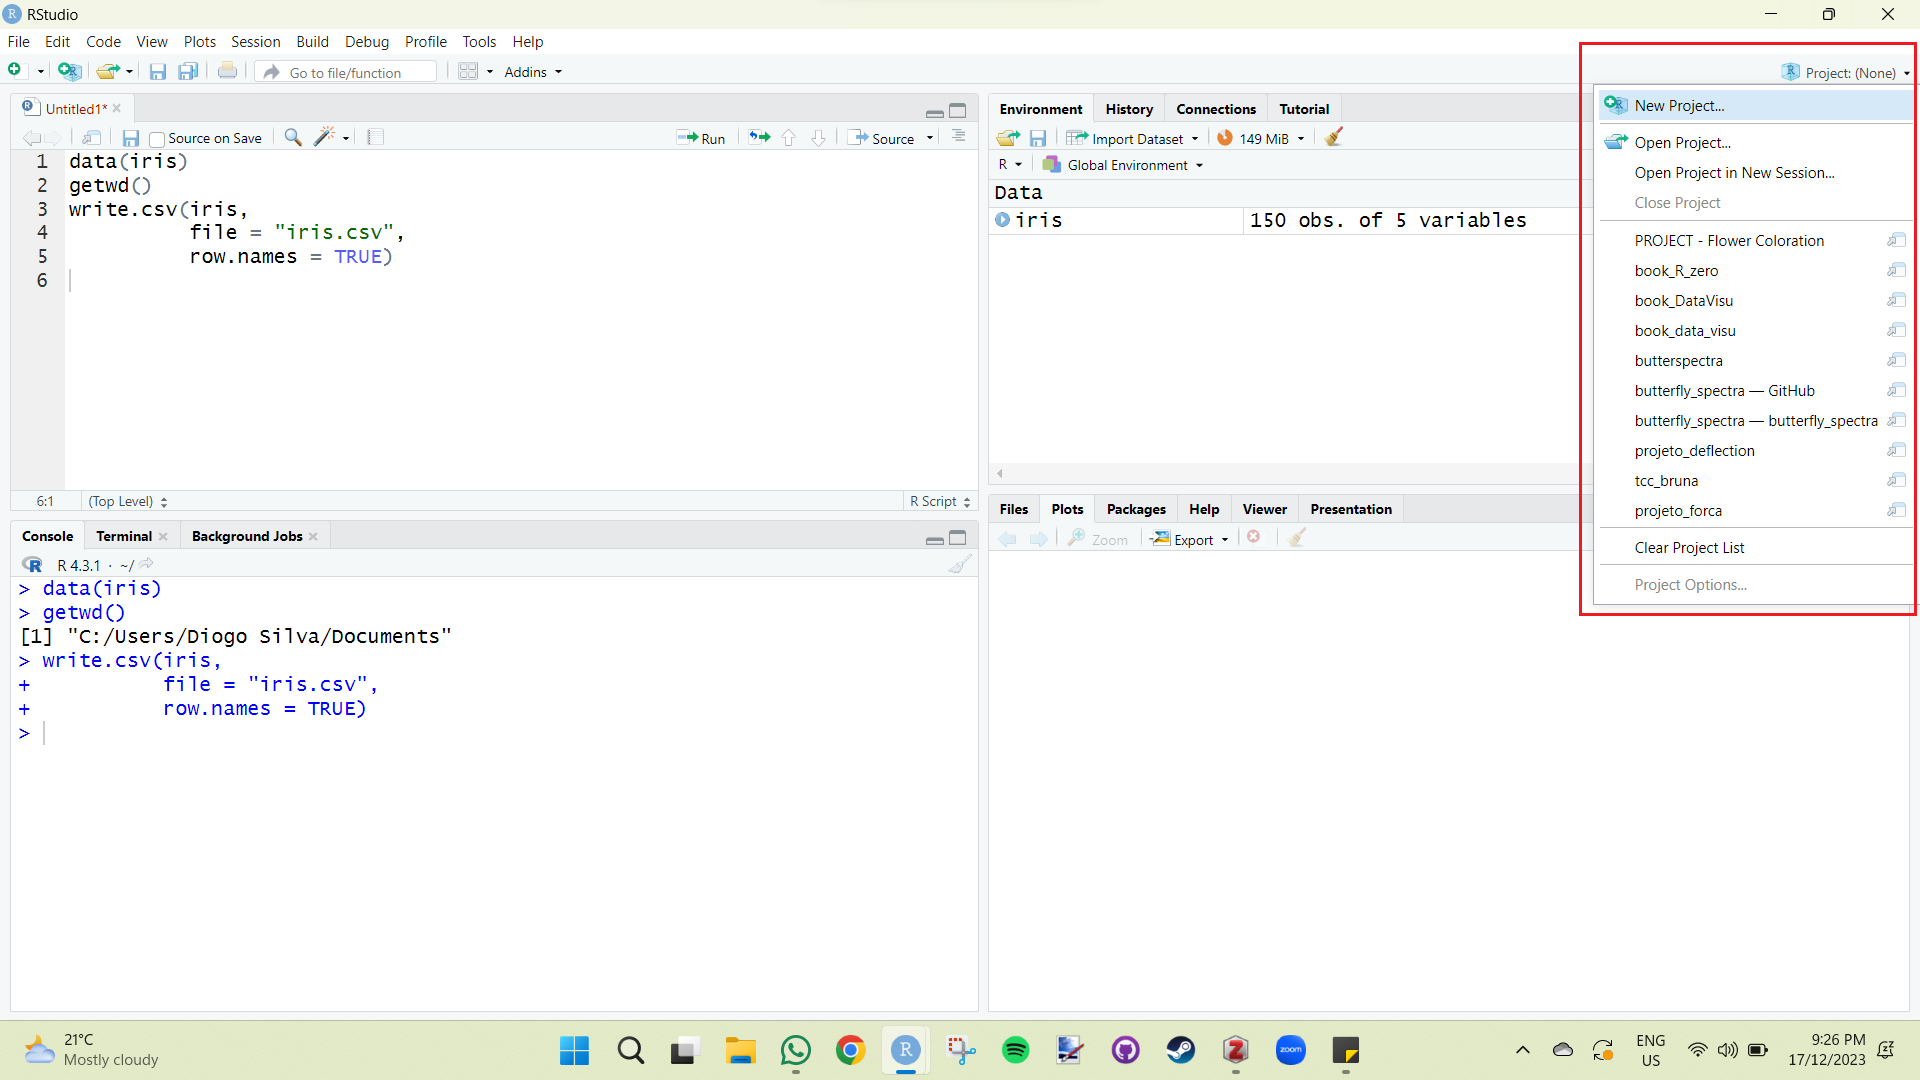 RStudio
File Edit Code View Plots Session Build Debug Profile Tools Help
Go to file/function Addins
Project: (None)
Untitled1*
Source on Save Run Source
1 data(iris)
2 getwd()
3 write.csv(iris,
4 file = "iris.csv",
5 row.names = TRUE)
6
6:1 (Top Level) R Script
Console Terminal Background Jobs
R 4.3.1 · ~/
> data(iris)
> getwd()
[1] "C:/Users/Diogo Silva/Documents"
> write.csv(iris,
+ file = "iris.csv",
+ row.names = TRUE)
>
Environment History Connections Tutorial
Import Dataset 149 MiB
R Global Environment
Data
iris 150 obs. of 5 variables
Files Plots Packages Help Viewer Presentation
Zoom Export
New Project...
Open Project...
Open Project in New Session...
Close Project
PROJECT - Flower Coloration
book_R_zero
book_DataVisu
book_data_visu
butterspectra
butterfly_spectra — GitHub
butterfly_spectra — butterfly_spectra
projeto_deflection
tcc_bruna
projeto_forca
Clear Project List
Project Options...
21°C
Mostly cloudy
zoom
ENG
US
9:26 PM
17/12/2023